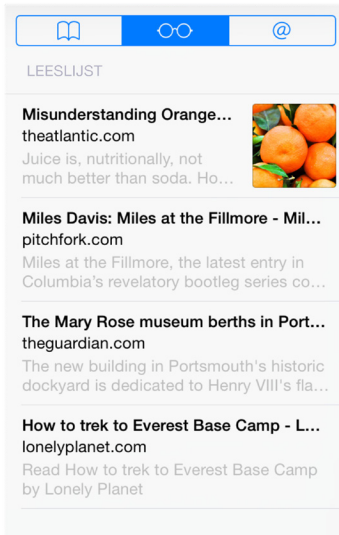 @
LEESLIJST
Misunderstanding Orange...
theatlantic.com
Juice is, nutritionally, not
much better than soda. Ho...
Miles Davis: Miles at the Fillmore - Mil...
pitchfork.com
Miles at the Fillmore, the latest entry in
Columbia's revelatory bootleg series co...
The Mary Rose museum berths in Port...
theguardian.com
The new building in Portsmouth's historic
dockyard is dedicated to Henry VIII's fla...
How to trek to Everest Base Camp - L...
lonelyplanet.com
Read How to trek to Everest Base Camp
by Lonely Planet